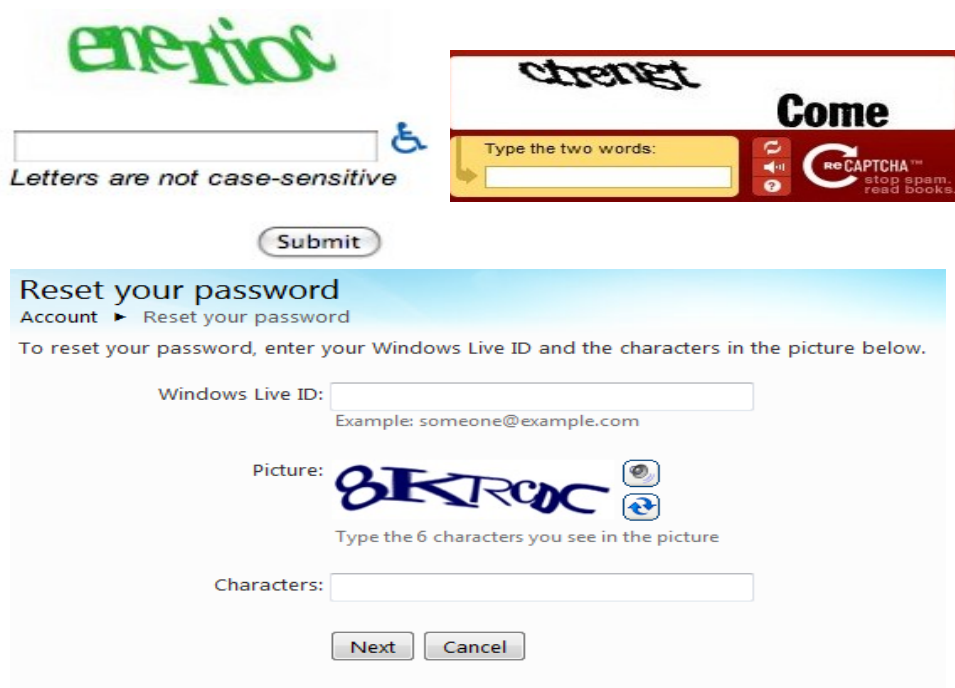 enertioc
Letters are not case-sensitive
Submit
Come
Type the two words:
reCAPTCHA™
stop spam.
read books.
Reset your password
Account ► Reset your password
To reset your password, enter your Windows Live ID and the characters in the picture below.
Windows Live ID:
Example: someone@example.com
Picture:
Type the 6 characters you see in the picture
Characters:
Next Cancel